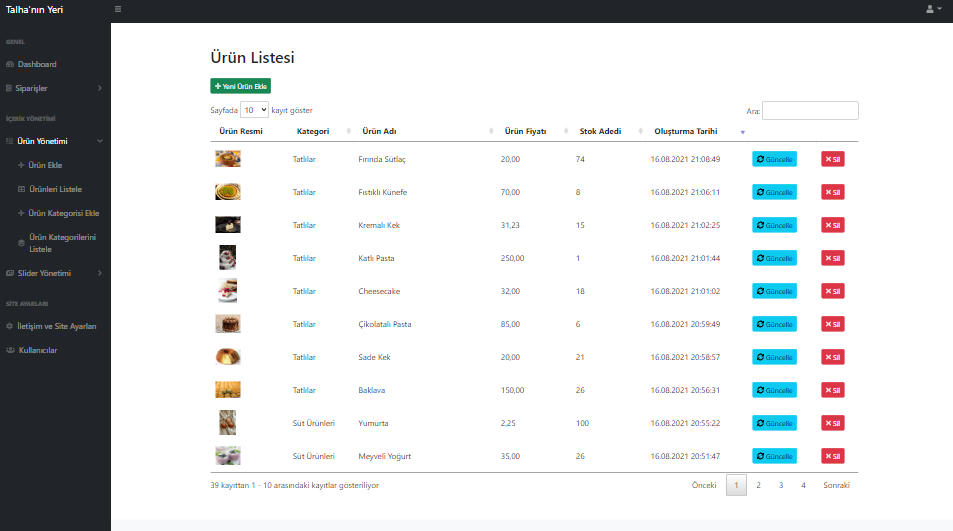 Talha'nın Yeri
GENEL
Dashboard
Siparişler
İÇERİK YÖNETİMİ
Ürün Yönetimi
Ürün Ekle
Ürünleri Listele
Ürün Kategorisi Ekle
Ürün Kategorilerini
Listele
Slider Yönetimi
SİTE AYARLARI
İletişim ve Site Ayarları
Kullanıcılar
Ürün Listesi
Yeni Ürün Ekle
Sayfada 10 kayıt göster
Ara:
Ürün Resmi Kategori Ürün Adı Ürün Fiyatı Stok Adedi Oluşturma Tarihi
Tatlılar Fırında Sütlaç 20,00 74 16.08.2021 21:08:49 Güncelle Sil
Tatlılar Fıstıklı Künefe 70,00 8 16.08.2021 21:06:11 Güncelle Sil
Tatlılar Kremalı Kek 31,23 15 16.08.2021 21:02:25 Güncelle Sil
Tatlılar Katlı Pasta 250,00 1 16.08.2021 21:01:44 Güncelle Sil
Tatlılar Cheesecake 32,00 18 16.08.2021 21:01:02 Güncelle Sil
Tatlılar Çikolatalı Pasta 85,00 6 16.08.2021 20:59:49 Güncelle Sil
Tatlılar Sade Kek 20,00 21 16.08.2021 20:58:57 Güncelle Sil
Tatlılar Baklava 150,00 26 16.08.2021 20:56:31 Güncelle Sil
Süt Ürünleri Yumurta 2,25 100 16.08.2021 20:55:22 Güncelle Sil
Süt Ürünleri Meyveli Yoğurt 35,00 26 16.08.2021 20:51:47 Güncelle Sil
39 kayıttan 1 - 10 arasındaki kayıtlar gösteriliyor
Önceki 1 2 3 4 Sonraki